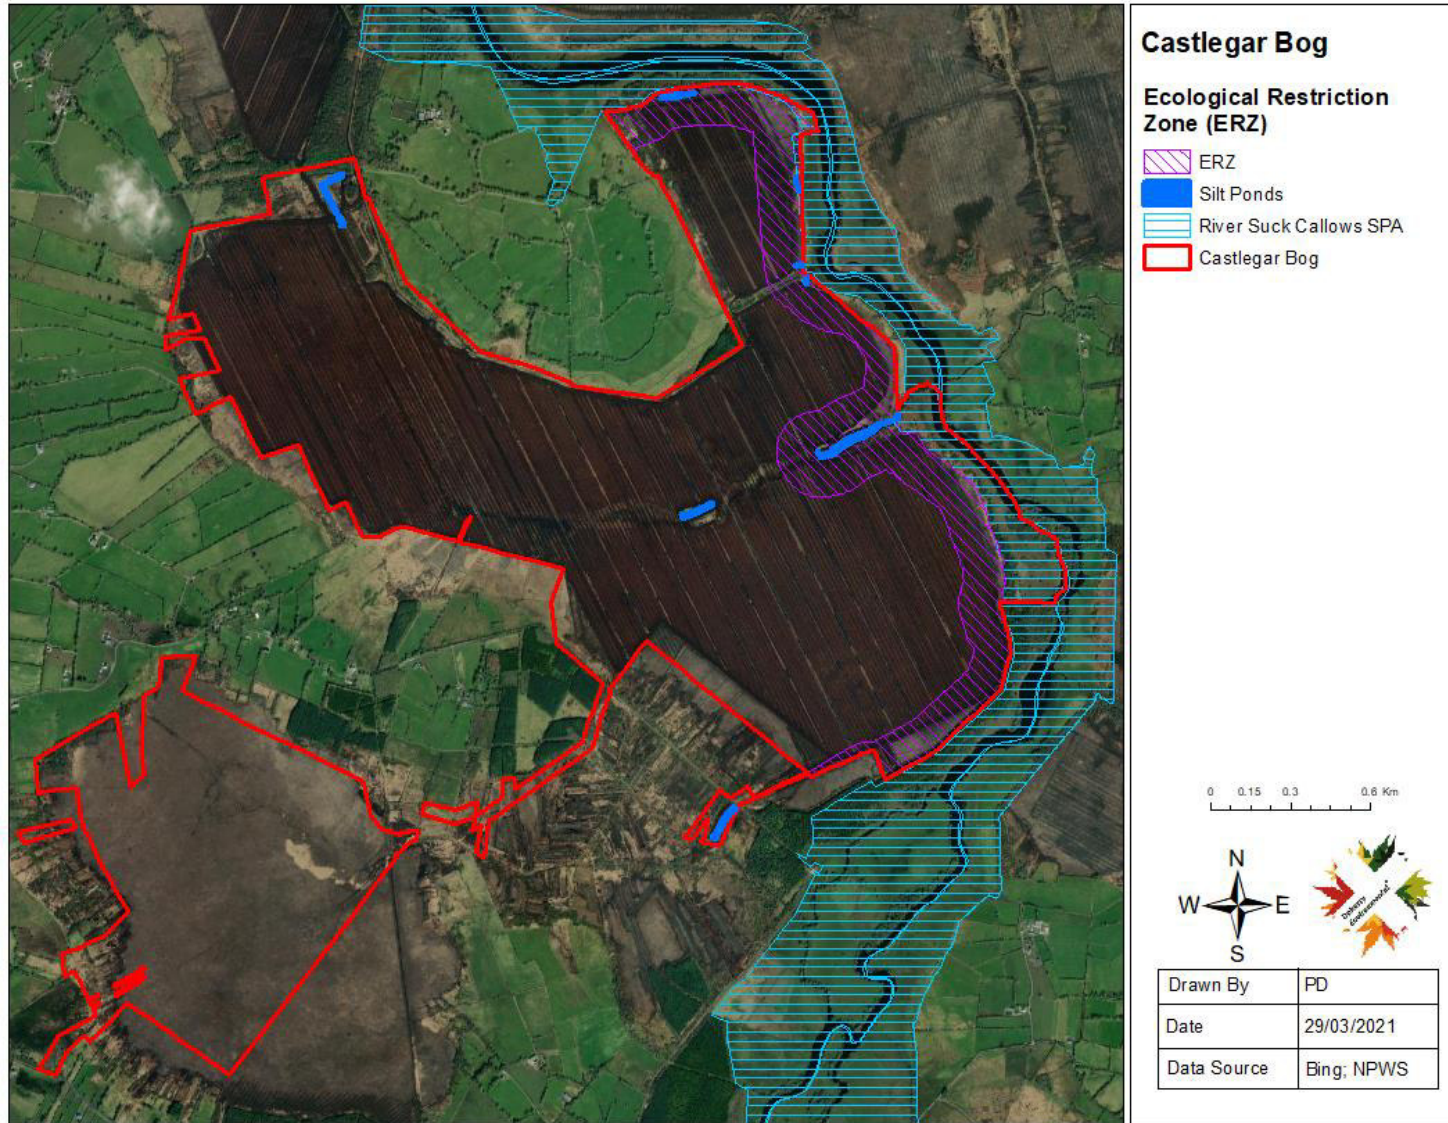 Castlegar Bog
Ecological Restriction
Zone (ERZ)
ERZ
Silt Ponds
River Suck Callows SPA
Castlegar Bog
0 0.15 0.3 0.6 Km
N
W E
S
Drawn By PD
Date 29/03/2021
Data Source Bing; NPWS